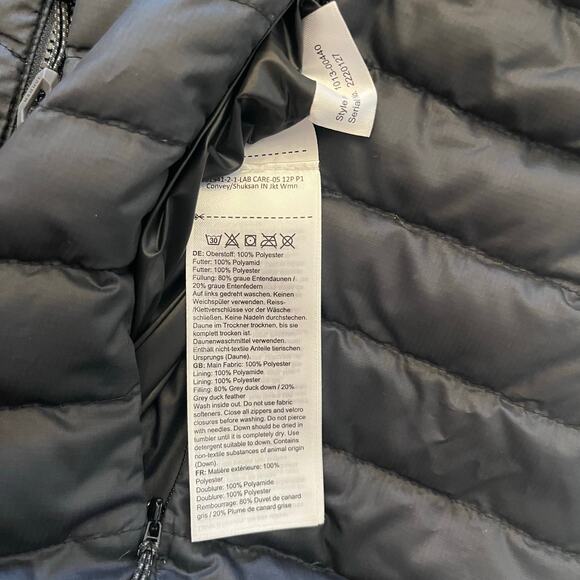 Style
1013-00440
Serial
2220127
41-2-1-LAB CARE-05 12P P1
Convey/Shuksan IN Jkt Wmn
30
DE: Oberstoff: 100% Polyester
Futter: 100% Polyamid
Futter: 100% Polyester
Füllung: 80% graue Entendaunen /
20% graue Entenfedern
Auf links gedreht waschen. Keinen
Weichspüler verwenden. Reiss-
/Klettverschlüsse vor der Wäsche
schließen. Keine Nadeln durchstechen.
Daune im Trockner trocknen, bis sie
komplett trocken ist.
Daunenwaschmittel verwenden.
Enthält nicht-textile Anteile tierischen
Ursprungs (Daune).
GB: Main Fabric: 100% Polyester
Lining: 100% Polyamide
Lining: 100% Polyester
Filling: 80% Grey duck down / 20%
Grey duck feather
Wash inside out. Do not use fabric
softeners. Close all zippers and velcro
closures before washing. Do not pierce
with needles. Down should be dried in
tumbler until it is completely dry. Use
detergent suitable to down. Contains
non-textile substances of animal origin
(Down).
FR: Matière extérieure: 100%
Polyester
Doublure: 100% Polyamide
Doublure: 100% Polyester
Rembourrage: 80% Duvet de canard
gris / 20% Plume de canard grise